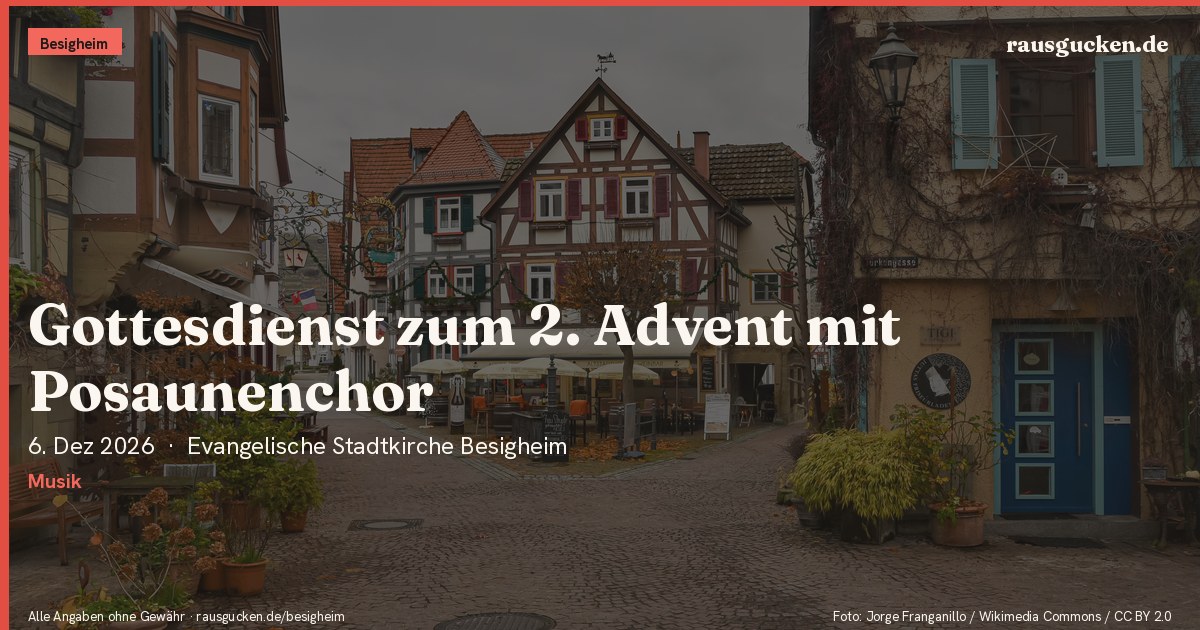 Besigheim
rausgucken.de
TIGL
Gottesdienst zum 2. Advent mit
Posaunenchor
6. Dez 2026 · Evangelische Stadtkirche Besigheim
Musik
Alle Angaben ohne Gewähr · rausgucken.de/besigheim
Foto: Jorge Franganillo / Wikimedia Commons / CC BY 2.0